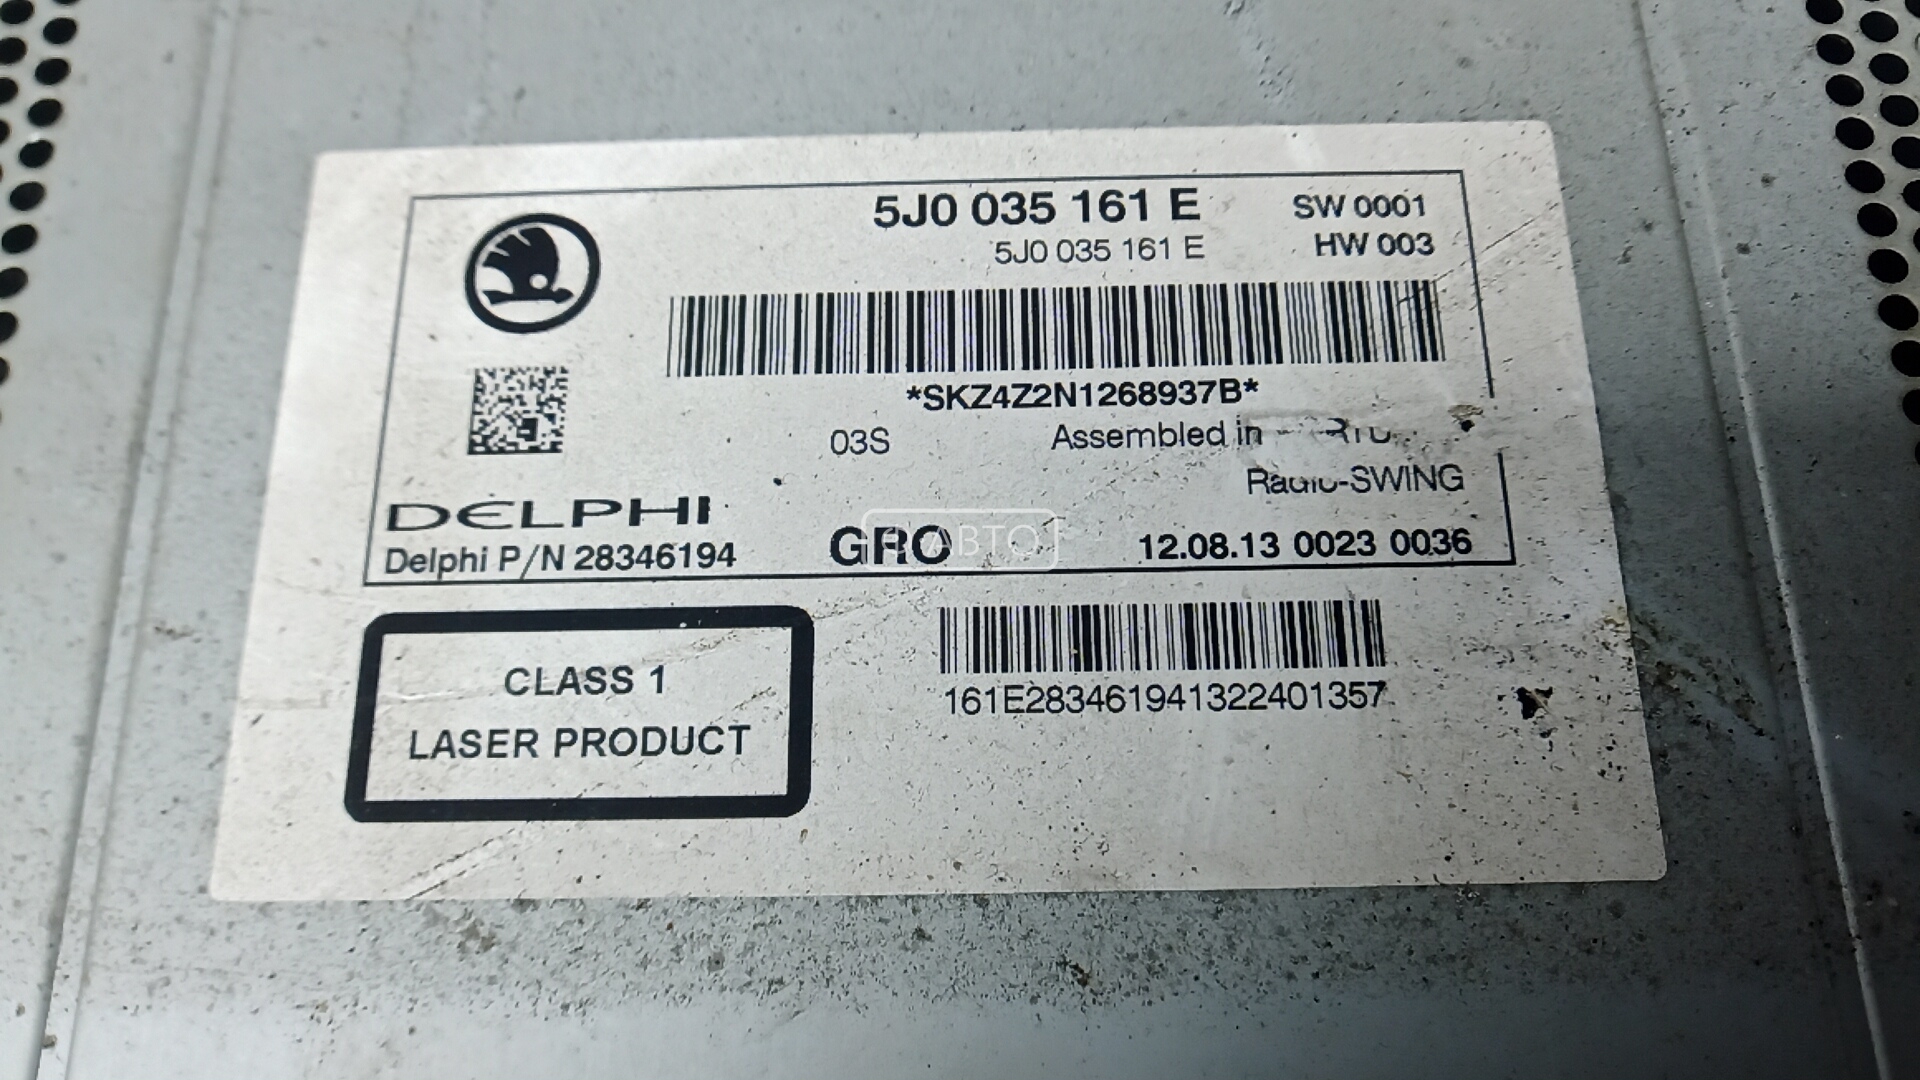 5J0 035 161 E SW 0001
5J0 035 161 E HW 003
*SKZ4Z2N1268937B*
03S Assembled in
Radio-SWING
DELPHI
Delphi P/N 28346194 GRO 12.08.13 0023 0036
CLASS 1
LASER PRODUCT
161E283461941322401357